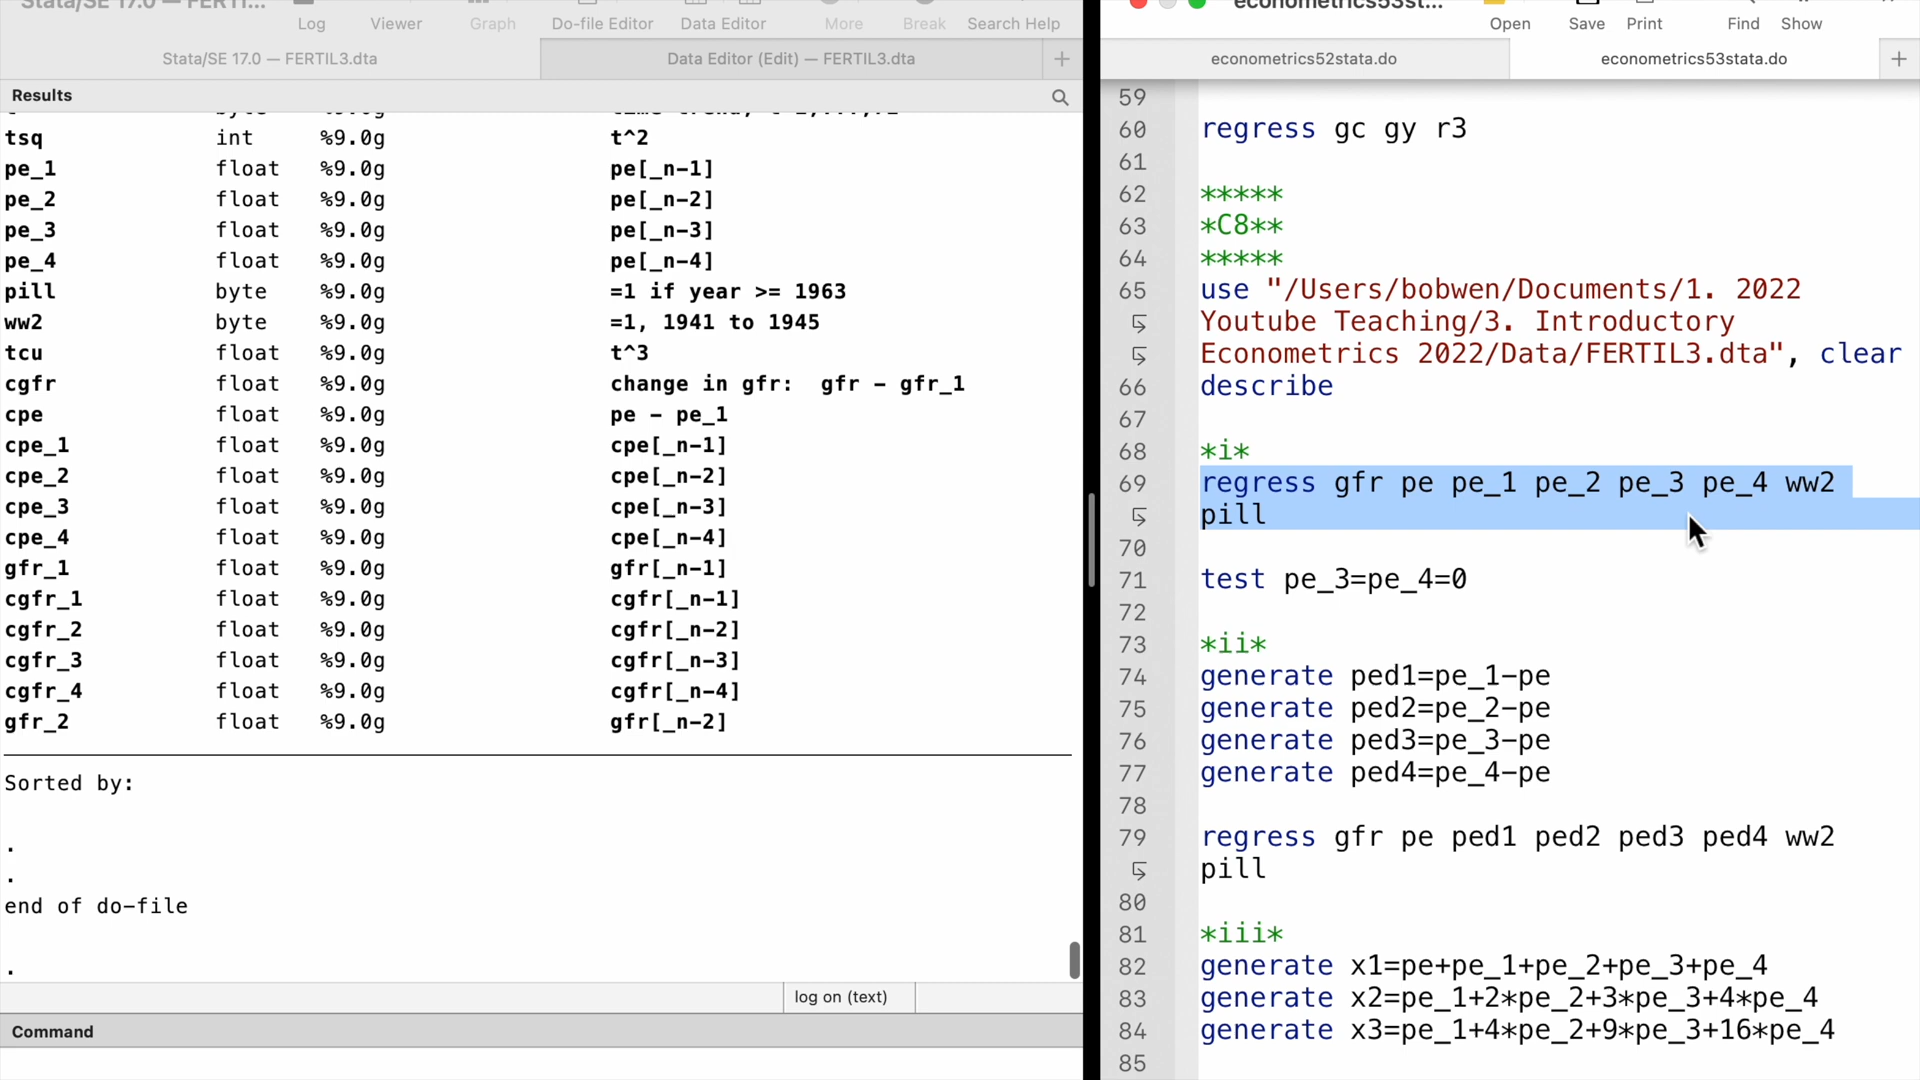 Stata/SE 17.0 — FERTI...
Log Viewer Graph Do-file Editor Data Editor More Break Search Help
Stata/SE 17.0 — FERTIL3.dta Data Editor (Edit) — FERTIL3.dta +
Results
tsq int %9.0g t^2
pe_1 float %9.0g pe[_n-1]
pe_2 float %9.0g pe[_n-2]
pe_3 float %9.0g pe[_n-3]
pe_4 float %9.0g pe[_n-4]
pill byte %9.0g =1 if year >= 1963
ww2 byte %9.0g =1, 1941 to 1945
tcu float %9.0g t^3
cgfr float %9.0g change in gfr:  gfr - gfr_1
cpe float %9.0g pe - pe_1
cpe_1 float %9.0g cpe[_n-1]
cpe_2 float %9.0g cpe[_n-2]
cpe_3 float %9.0g cpe[_n-3]
cpe_4 float %9.0g cpe[_n-4]
gfr_1 float %9.0g gfr[_n-1]
cgfr_1 float %9.0g cgfr[_n-1]
cgfr_2 float %9.0g cgfr[_n-2]
cgfr_3 float %9.0g cgfr[_n-3]
cgfr_4 float %9.0g cgfr[_n-4]
gfr_2 float %9.0g gfr[_n-2]
Sorted by:
.
.
end of do-file
.
log on (text)
Command
econometrics53st...
Open Save Print Find Show
econometrics52stata.do econometrics53stata.do +
59
60 regress gc gy r3
61
62 *****
63 *C8**
64 *****
65 use "/Users/bobwen/Documents/1. 2022
Youtube Teaching/3. Introductory
Econometrics 2022/Data/FERTIL3.dta", clear
66 describe
67
68 *i*
69 regress gfr pe pe_1 pe_2 pe_3 pe_4 ww2
pill
70
71 test pe_3=pe_4=0
72
73 *ii*
74 generate ped1=pe_1-pe
75 generate ped2=pe_2-pe
76 generate ped3=pe_3-pe
77 generate ped4=pe_4-pe
78
79 regress gfr pe ped1 ped2 ped3 ped4 ww2
pill
80
81 *iii*
82 generate x1=pe+pe_1+pe_2+pe_3+pe_4
83 generate x2=pe_1+2*pe_2+3*pe_3+4*pe_4
84 generate x3=pe_1+4*pe_2+9*pe_3+16*pe_4
85